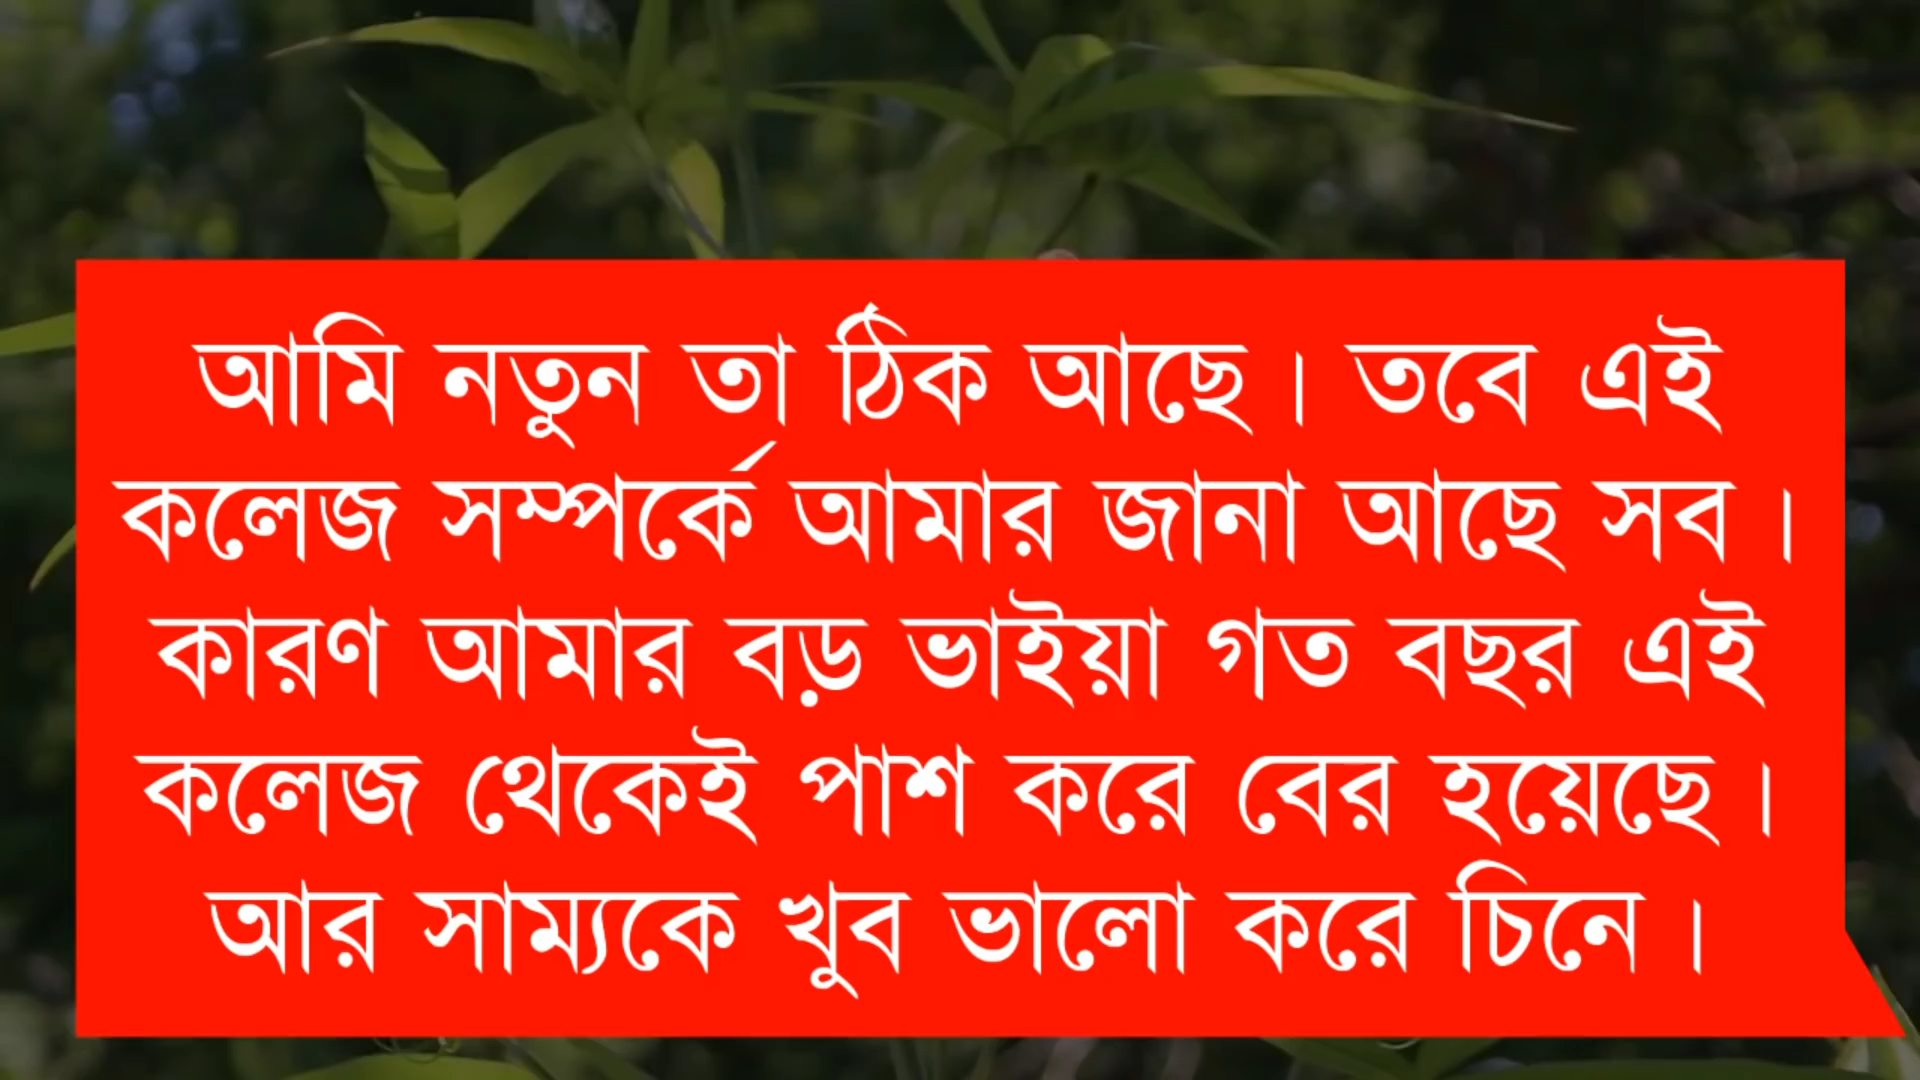 আমি নতুন তা ঠিক আছে। তবে এই
কলেজ সম্পর্কে আমার জানা আছে সব।
কারণ আমার বড় ভাইয়া গত বছর এই
কলেজ থেকেই পাশ করে বের হয়েছে।
আর সাম্যকে খুব ভালো করে চিনে।